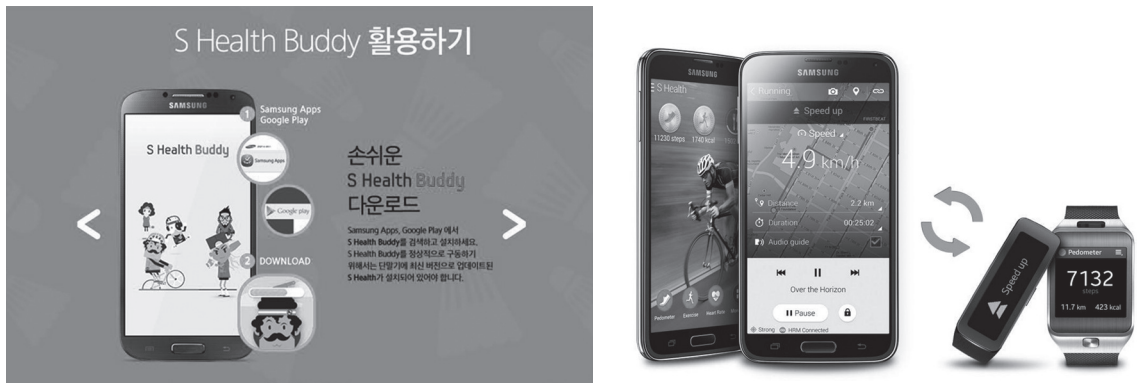 S Health Buddy 활용하기
SAMSUNG
1
Samsung Apps
Google Play
S Health Buddy
Samsung Apps
Google play
손쉬운
S Health Buddy
다운로드
Samsung Apps, Google Play 에서
S Health Buddy를 검색하고 설치하세요.
S Health Buddy를 정상적으로 구동하기
위해서는 단말기에 최신 버전으로 업데이트된
S Health가 설치되어 있어야 합니다.
2 DOWNLOAD
SAMSUNG
S Health
11230 steps
1740 kcal
Pedometer
Exercise
Heart Rate
SAMSUNG
Running
Speed up
FIRSTBEAT
Speed
4.9 km/h
Distance 2.2 km
Duration 00:25:02
Audio guide
Over the Horizon
Pause
Strong HRM Connected
Speed up
Pedometer
7132
steps
11.7 km 423 kcal